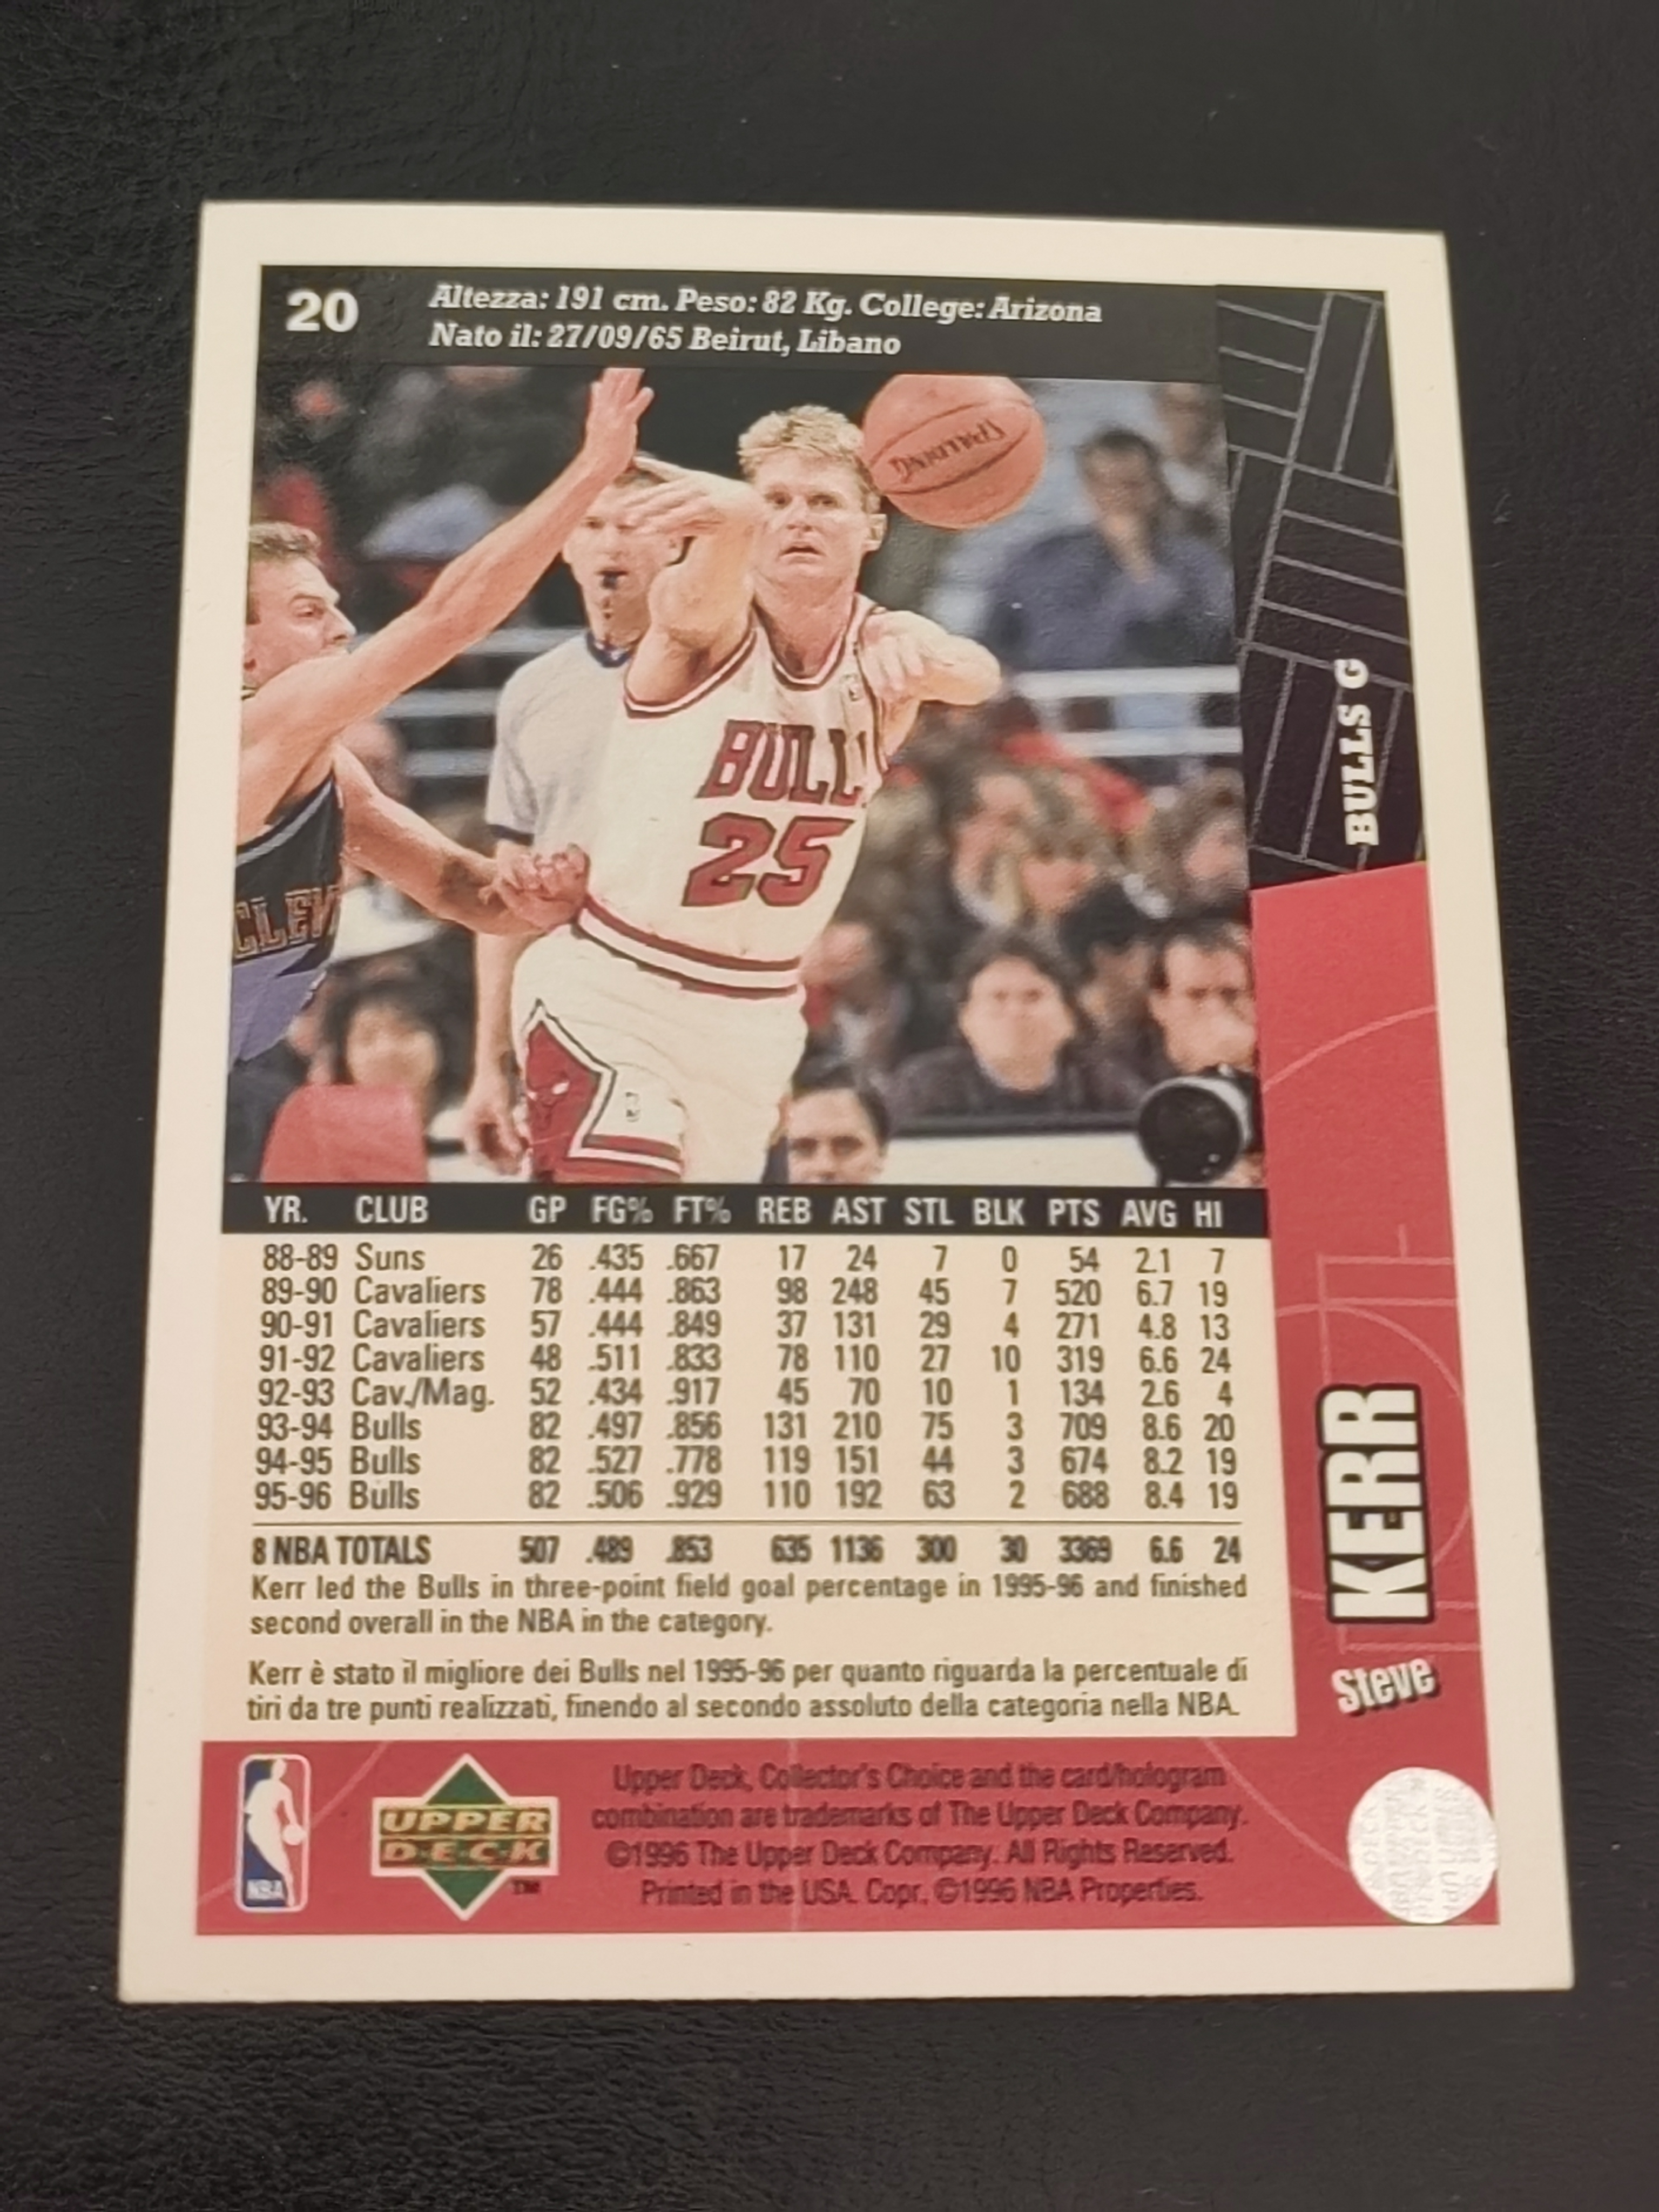 20
Altezza: 191 cm. Peso: 82 Kg. College: Arizona
Nato il: 27/09/65 Beirut, Libano
SPALDING
BULLS G
BULL
25
CLEV
YR. CLUB GP FG% FT% REB AST STL BLK PTS AVG HI
88-89 Suns 26 .435 .667 17 24 7 0 54 2.1 7
89-90 Cavaliers 78 .444 .863 98 248 45 7 520 6.7 19
90-91 Cavaliers 57 .444 .849 37 131 29 4 271 4.8 13
91-92 Cavaliers 48 .511 .833 78 110 27 10 319 6.6 24
92-93 Cav./Mag. 52 .434 .917 45 70 10 1 134 2.6 4
93-94 Bulls 82 .497 .856 131 210 75 3 709 8.6 20
94-95 Bulls 82 .527 .778 119 151 44 3 674 8.2 19
95-96 Bulls 82 .506 .929 110 192 63 2 688 8.4 19
8 NBA TOTALS 507 .489 .853 635 1136 300 30 3369 6.6 24
Kerr led the Bulls in three-point field goal percentage in 1995-96 and finished
second overall in the NBA in the category.
Kerr è stato il migliore dei Bulls nel 1995-96 per quanto riguarda la percentuale di
tiri da tre punti realizzati, finendo al secondo assoluto della categoria nella NBA.
Steve KERR
NBA
UPPER
D·E·C·K
TM
Upper Deck, Collector's Choice and the card/hologram
combination are trademarks of The Upper Deck Company.
©1996 The Upper Deck Company. All Rights Reserved.
Printed in the USA. Copr. ©1996 NBA Properties.